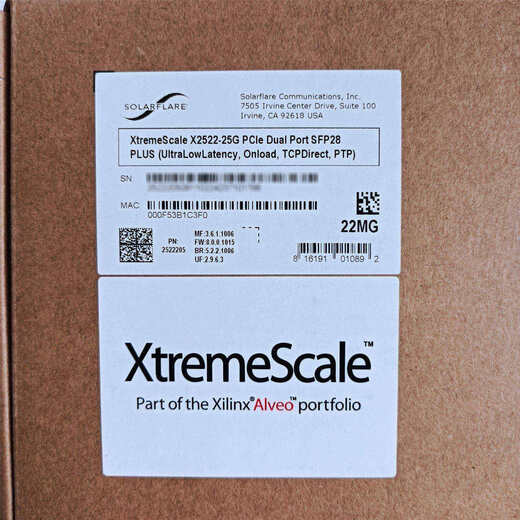 SOLARFLARE
Solarflare Communications, Inc.
7505 Irvine Center Drive, Suite 100
Irvine, CA 92618 USA
XtremeScale X2522-25G PCIe Dual Port SFP28
PLUS (UltraLowLatency, Onload, TCPDirect, PTP)
SN:
MAC:
000F53B1C3F0
22MG
PN:
2522205
MF:3.6.1.1006
FW:0.0.0.1015
BR:5.2.2.1006
UF:2.9.6.3
8 16191 01089 2
XtremeScale™
Part of the Xilinx® Alveo™ portfolio